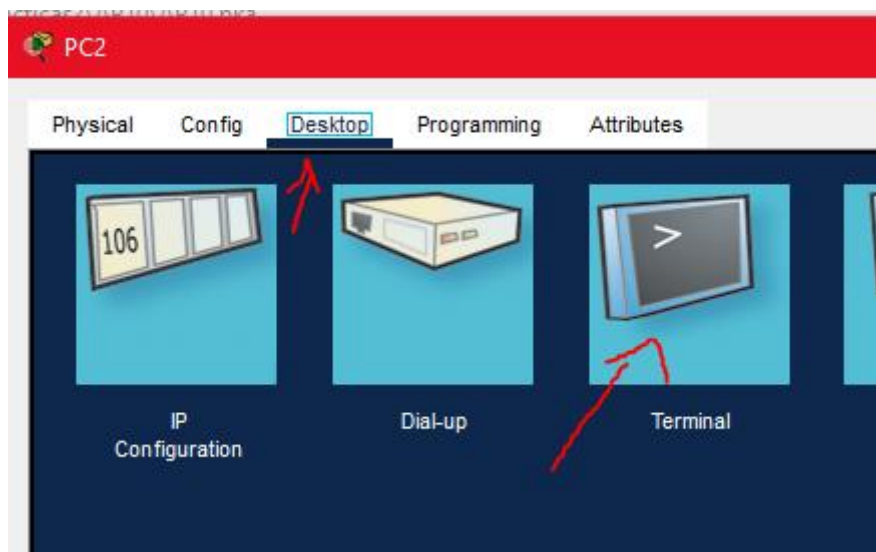 PC2
Physical Config Desktop Programming Attributes
106
>
IP
Configuration
Dial-up
Terminal